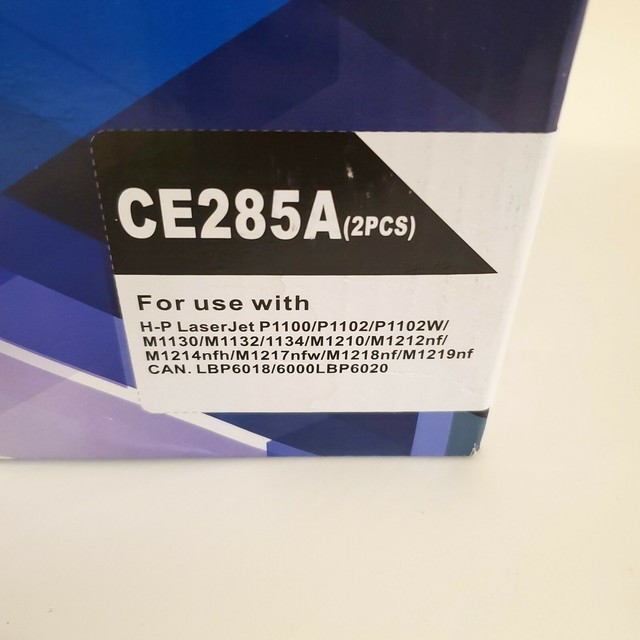 CE285A(2PCS)
For use with
H-P LaserJet P1100/P1102/P1102W/
M1130/M1132/1134/M1210/M1212nf/
M1214nfh/M1217nfw/M1218nf/M1219nf
CAN. LBP6018/6000LBP6020